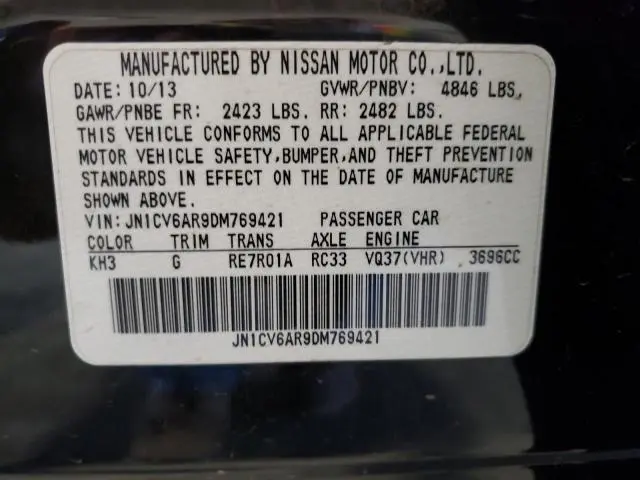 MANUFACTURED BY NISSAN MOTOR CO.,LTD.
DATE: 10/13 GVWR/PNBV: 4846 LBS,
GAWR/PNBE FR: 2423 LBS. RR: 2482 LBS.
THIS VEHICLE CONFORMS TO ALL APPLICABLE FEDERAL
MOTOR VEHICLE SAFETY,BUMPER,AND THEFT PREVENTION
STANDARDS IN EFFECT ON THE DATE OF MANUFACTURE
SHOWN ABOVE.
VIN:JN1CV6AR9DM769421 PASSENGER CAR
COLOR TRIM TRANS AXLE ENGINE
KH3 G RE7R01A RC33 VQ37(VHR) 3696CC
JN1CV6AR9DM769421